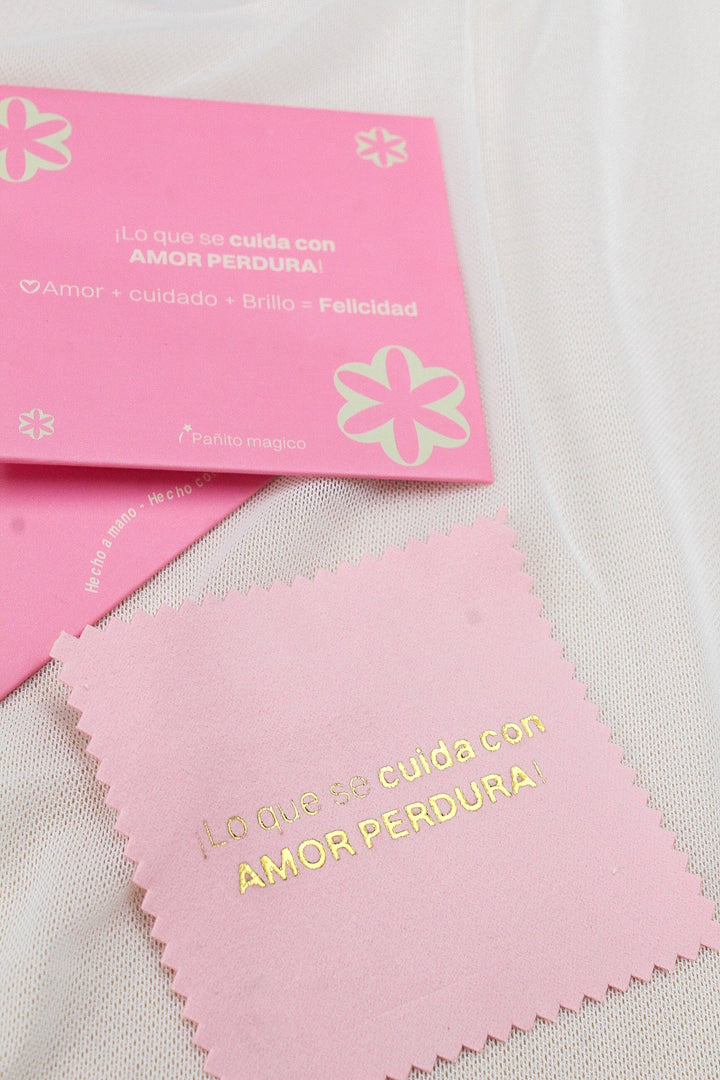 ¡Lo que se cuida con
AMOR PERDURA!
Amor + cuidado + Brillo = Felicidad
Pañito magico
Hecho a mano - Hecho con
¡Lo que se cuida con
AMOR PERDURA!